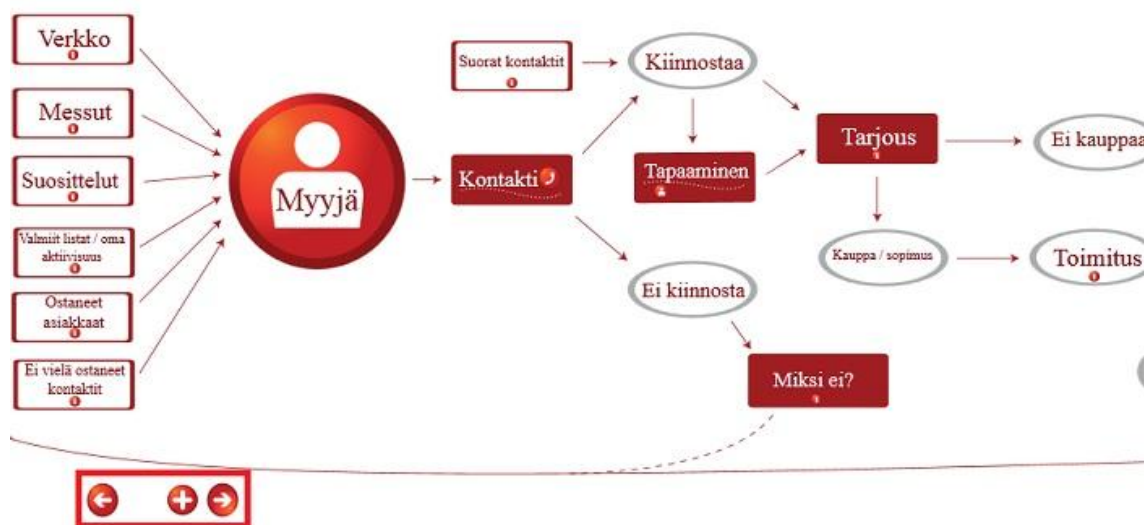 Verkko
Messut
Suosittelut
Valmiit listat / oma
aktiivisuus
Ostaneet
asiakkaat
Ei vielä ostaneet
kontaktit
Myyjä
Suorat kontaktit
Kontakti
Kiinnostaa
Tapaaminen
Ei kiinnosta
Miksi ei?
Tarjous
Kauppa / sopimus
Ei kauppaa
Toimitus